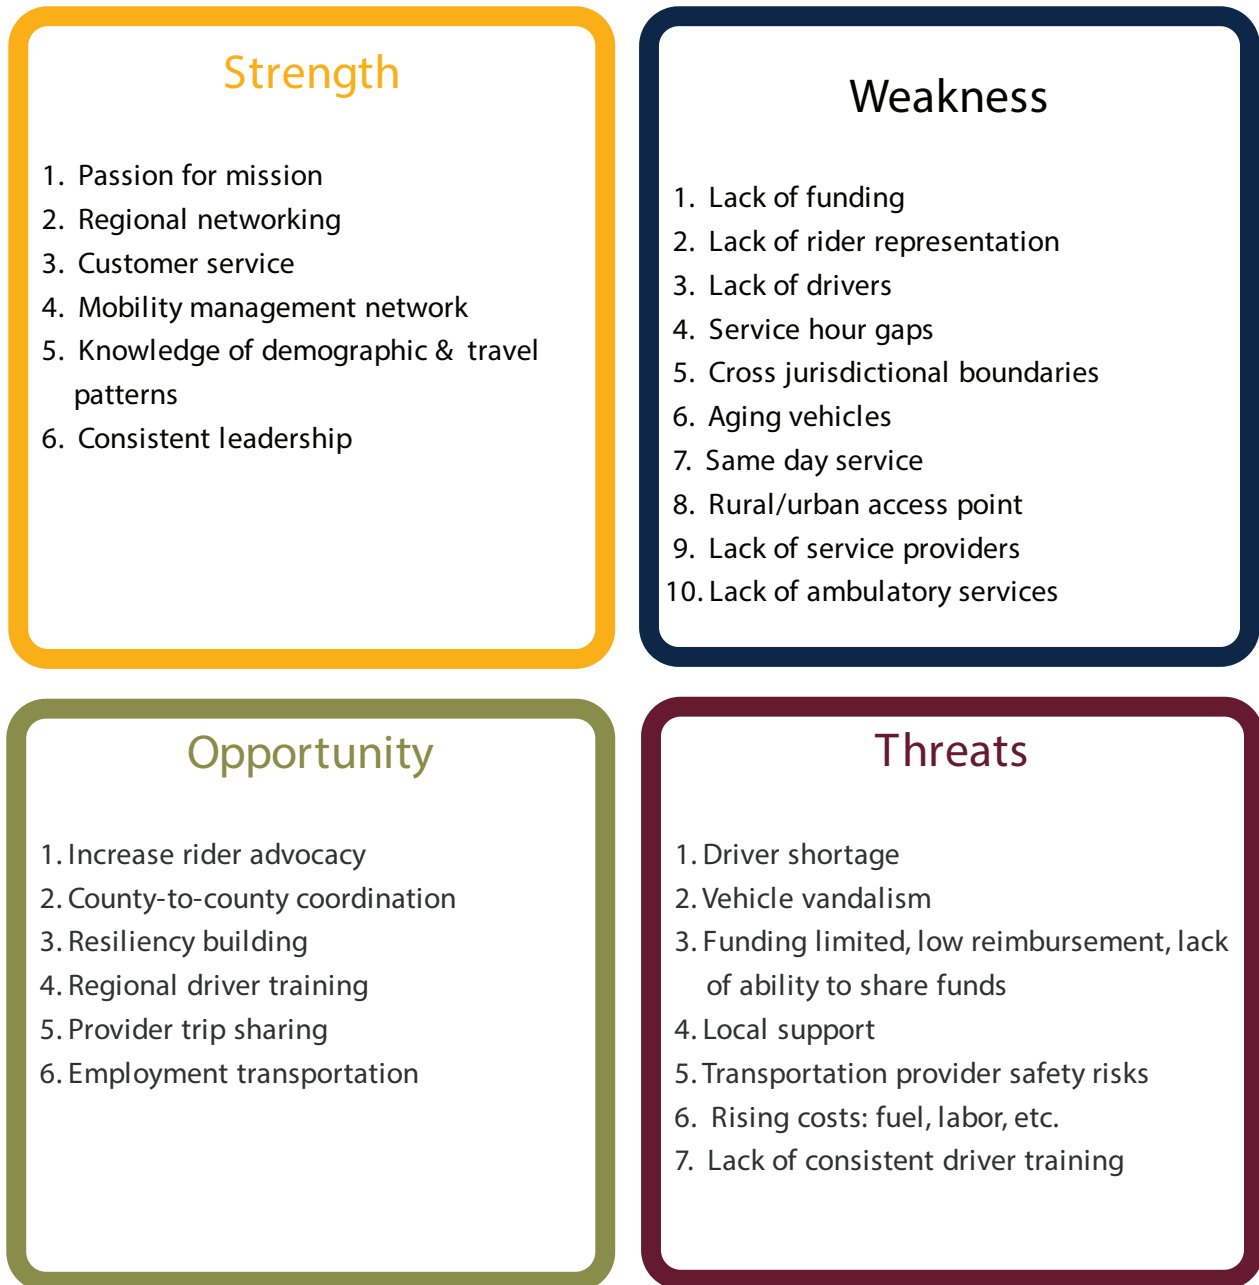 Strength
1. Passion for mission
2. Regional networking
3. Customer service
4. Mobility management network
5. Knowledge of demographic & travel
patterns
6. Consistent leadership
Weakness
1. Lack of funding
2. Lack of rider representation
3. Lack of drivers
4. Service hour gaps
5. Cross jurisdictional boundaries
6. Aging vehicles
7. Same day service
8. Rural/urban access point
9. Lack of service providers
10. Lack of ambulatory services
Opportunity
1. Increase rider advocacy
2. County-to-county coordination
3. Resiliency building
4. Regional driver training
5. Provider trip sharing
6. Employment transportation
Threats
1. Driver shortage
2. Vehicle vandalism
3. Funding limited, low reimbursement, lack
of ability to share funds
4. Local support
5. Transportation provider safety risks
6. Rising costs: fuel, labor, etc.
7. Lack of consistent driver training